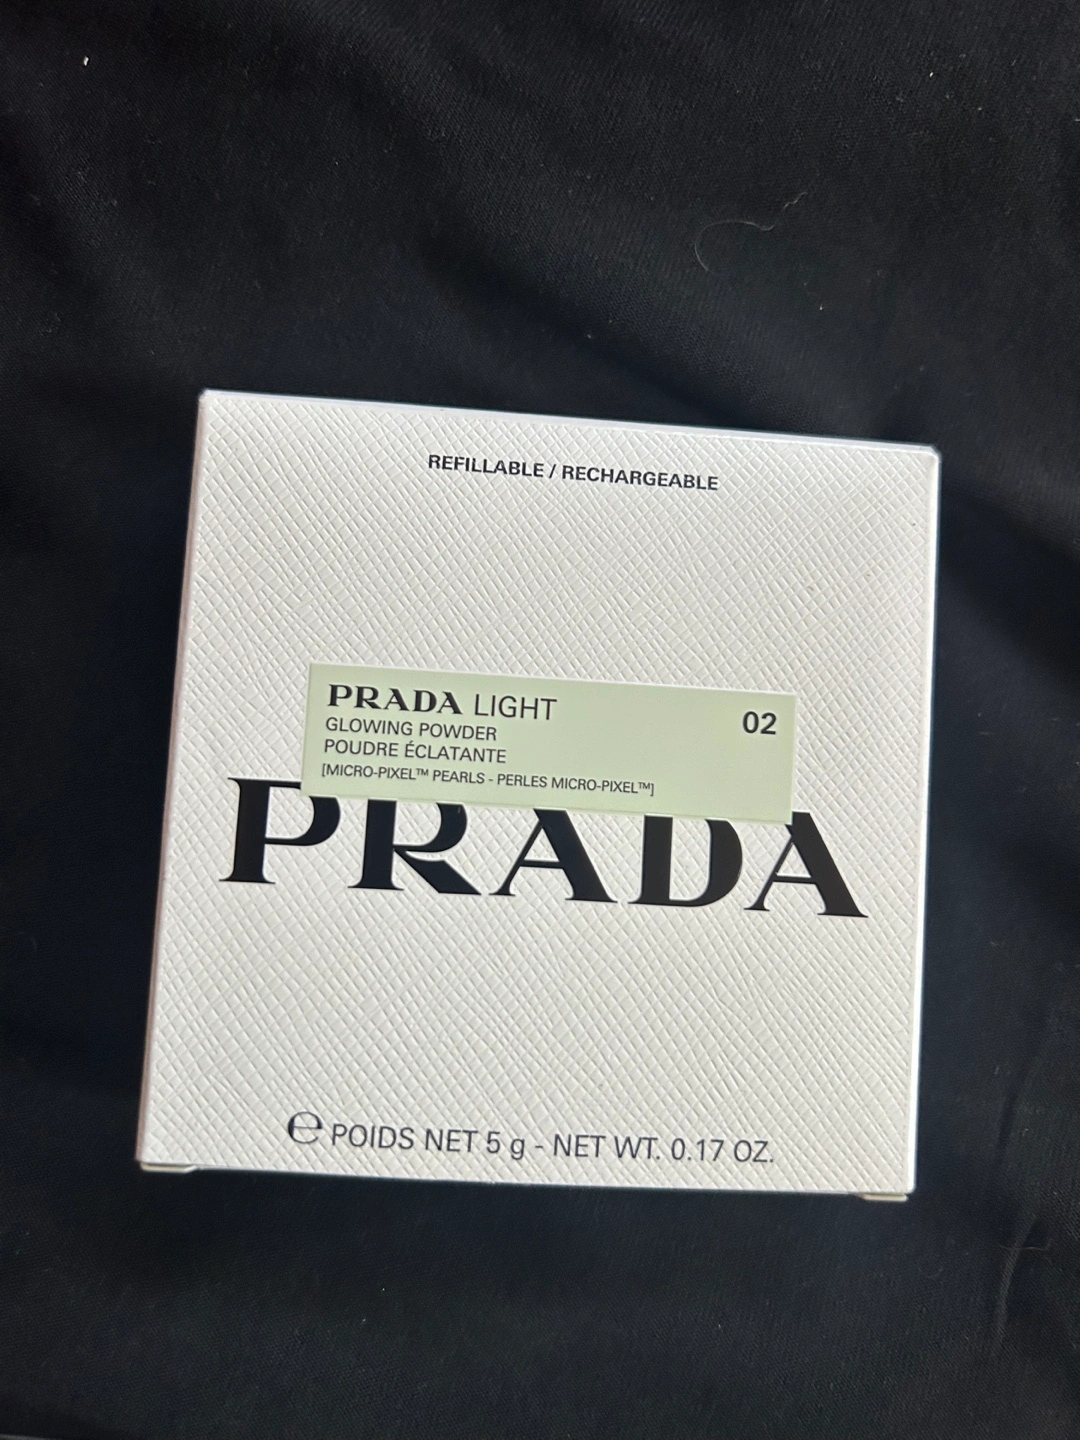 REFILLABLE / RECHARGEABLE
PRADA LIGHT
02
GLOWING POWDER
POUDRE ÉCLATANTE
[MICRO-PIXEL™ PEARLS - PERLES MICRO-PIXEL™]
PRADA
℮ POIDS NET 5 g - NET WT. 0.17 OZ.